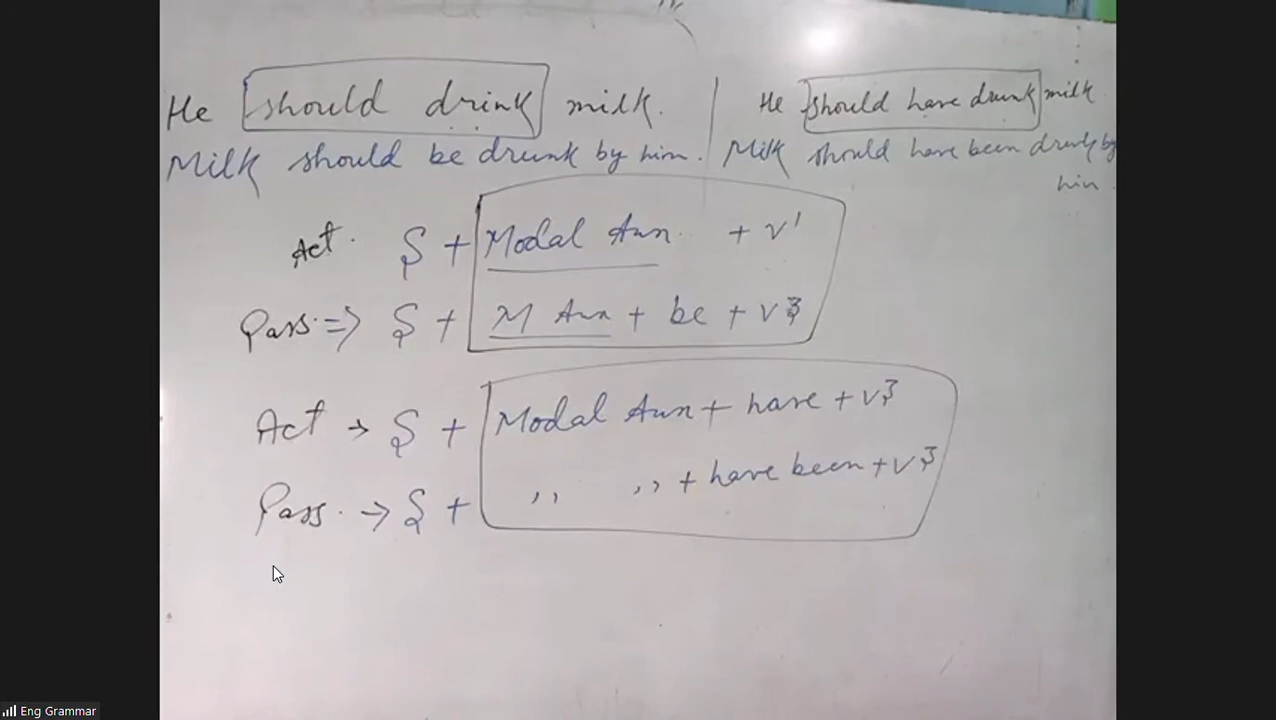 He should drink milk.
Milk should be drunk by him.
He should have drunk milk
Milk should have been drunk by
him.
Act. S + Modal Aux. + v¹
Pass. => S + M Aux + be + v3
Act → S + Modal Aux + have + v3
Pass. → S + ,, ,, + have been + v3
Eng Grammar